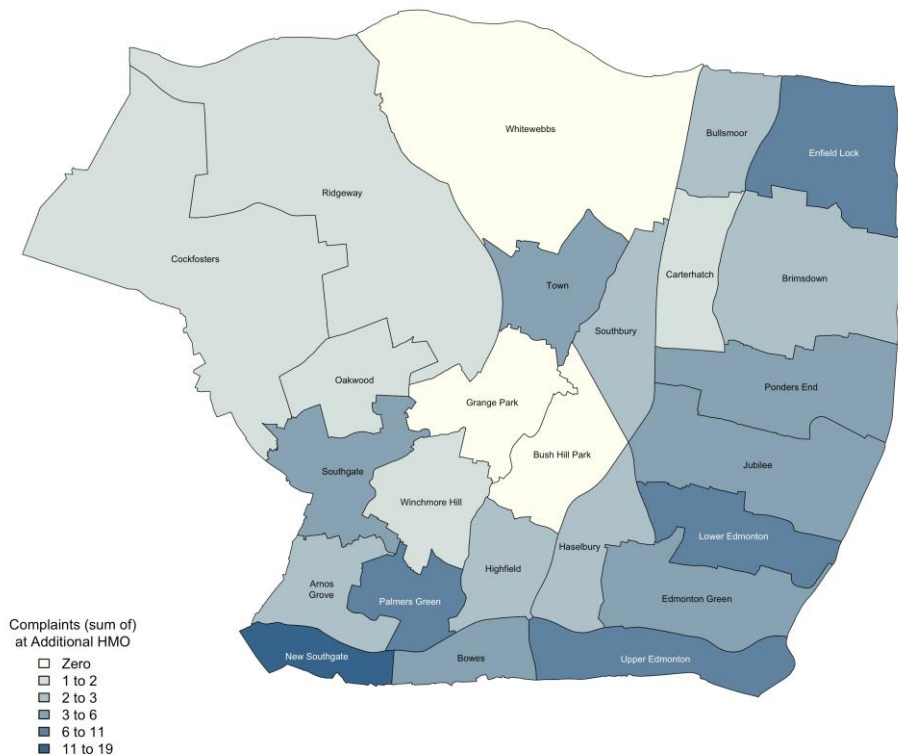 Whitewebbs
Bullsmoor
Enfield Lock
Ridgeway
Cockfosters
Carterhatch
Brimsdown
Town
Southbury
Oakwood
Ponders End
Grange Park
Bush Hill Park
Southgate
Jubilee
Winchmore Hill
Lower Edmonton
Haselbury
Highfield
Arnos
Grove
Palmers Green
Edmonton Green
New Southgate
Bowes
Upper Edmonton
Complaints (sum of)
at Additional HMO
Zero
1 to 2
2 to 3
3 to 6
6 to 11
11 to 19